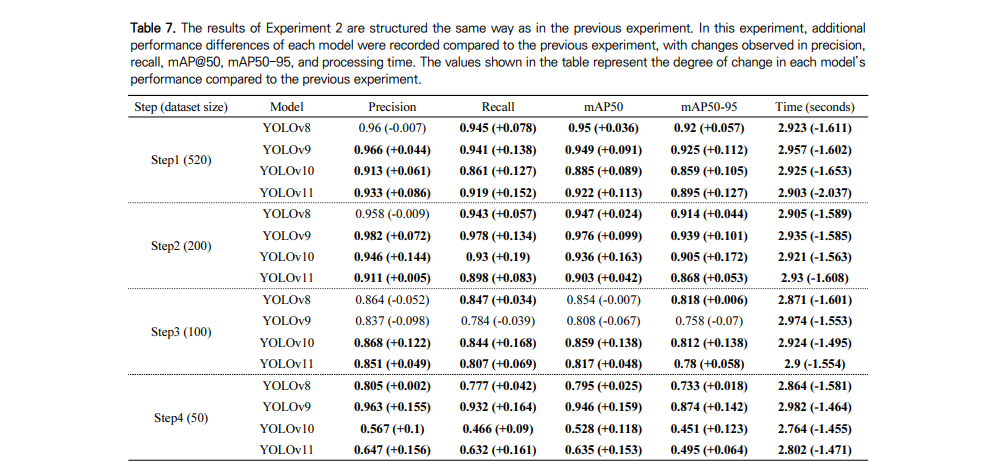 Table 7. The results of Experiment 2 are structured the same way as in the previous experiment. In this experiment, additional
performance differences of each model were recorded compared to the previous experiment, with changes observed in precision,
recall, mAP@50, mAP50-95, and processing time. The values shown in the table represent the degree of change in each model's
performance compared to the previous experiment.
Step (dataset size) Model Precision Recall mAP50 mAP50-95 Time (seconds)
YOLOv8 0.96 (-0.007) 0.945 (+0.078) 0.95 (+0.036) 0.92 (+0.057) 2.923 (-1.611)
YOLOv9 0.966 (+0.044) 0.941 (+0.138) 0.949 (+0.091) 0.925 (+0.112) 2.957 (-1.602)
Step1 (520)
YOLOv10 0.913 (+0.061) 0.861 (+0.127) 0.885 (+0.089) 0.859 (+0.105) 2.925 (-1.653)
YOLOv11 0.933 (+0.086) 0.919 (+0.152) 0.922 (+0.113) 0.895 (+0.127) 2.903 (-2.037)
YOLOv8 0.958 (-0.009) 0.943 (+0.057) 0.947 (+0.024) 0.914 (+0.044) 2.905 (-1.589)
YOLOv9 0.982 (+0.072) 0.978 (+0.134) 0.976 (+0.099) 0.939 (+0.101) 2.935 (-1.585)
Step2 (200)
YOLOv10 0.946 (+0.144) 0.93 (+0.19) 0.936 (+0.163) 0.905 (+0.172) 2.921 (-1.563)
YOLOv11 0.911 (+0.005) 0.898 (+0.083) 0.903 (+0.042) 0.868 (+0.053) 2.93 (-1.608)
YOLOv8 0.864 (-0.052) 0.847 (+0.034) 0.854 (-0.007) 0.818 (+0.006) 2.871 (-1.601)
YOLOv9 0.837 (-0.098) 0.784 (-0.039) 0.808 (-0.067) 0.758 (-0.07) 2.974 (-1.553)
Step3 (100)
YOLOv10 0.868 (+0.122) 0.844 (+0.168) 0.859 (+0.138) 0.812 (+0.138) 2.924 (-1.495)
YOLOv11 0.851 (+0.049) 0.807 (+0.069) 0.817 (+0.048) 0.78 (+0.058) 2.9 (-1.554)
YOLOv8 0.805 (+0.002) 0.777 (+0.042) 0.795 (+0.025) 0.733 (+0.018) 2.864 (-1.581)
YOLOv9 0.963 (+0.155) 0.932 (+0.164) 0.946 (+0.159) 0.874 (+0.142) 2.982 (-1.464)
Step4 (50)
YOLOv10 0.567 (+0.1) 0.466 (+0.09) 0.528 (+0.118) 0.451 (+0.123) 2.764 (-1.455)
YOLOv11 0.647 (+0.156) 0.632 (+0.161) 0.635 (+0.153) 0.495 (+0.064) 2.802 (-1.471)